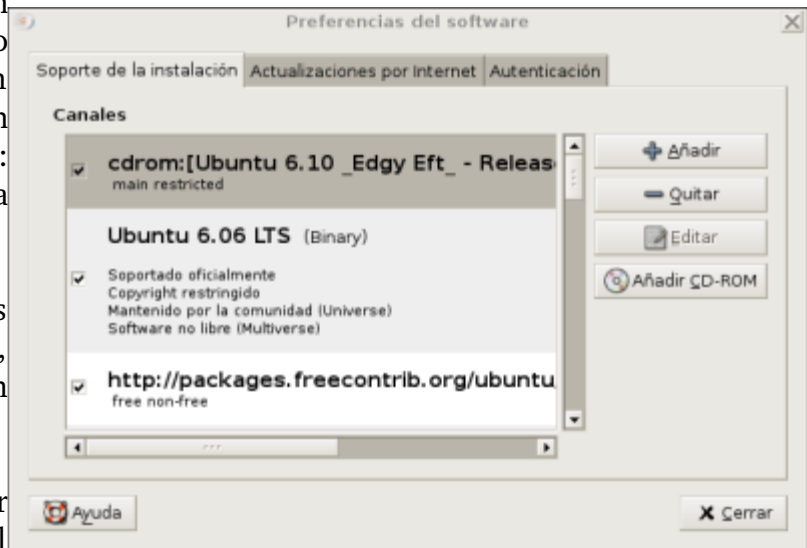 Preferencias del software
Soporte de la instalación Actualizaciones por Internet Autenticación
Canales
cdrom:[Ubuntu 6.10 _Edgy Eft_ - Releas
main restricted
Ubuntu 6.06 LTS (Binary)
Soportado oficialmente
Copyright restringido
Mantenido por la comunidad (Universe)
Software no libre (Multiverse)
http://packages.freecontrib.org/ubuntu
free non-free
Añadir
Quitar
Editar
Añadir CD-ROM
Ayuda
Cerrar